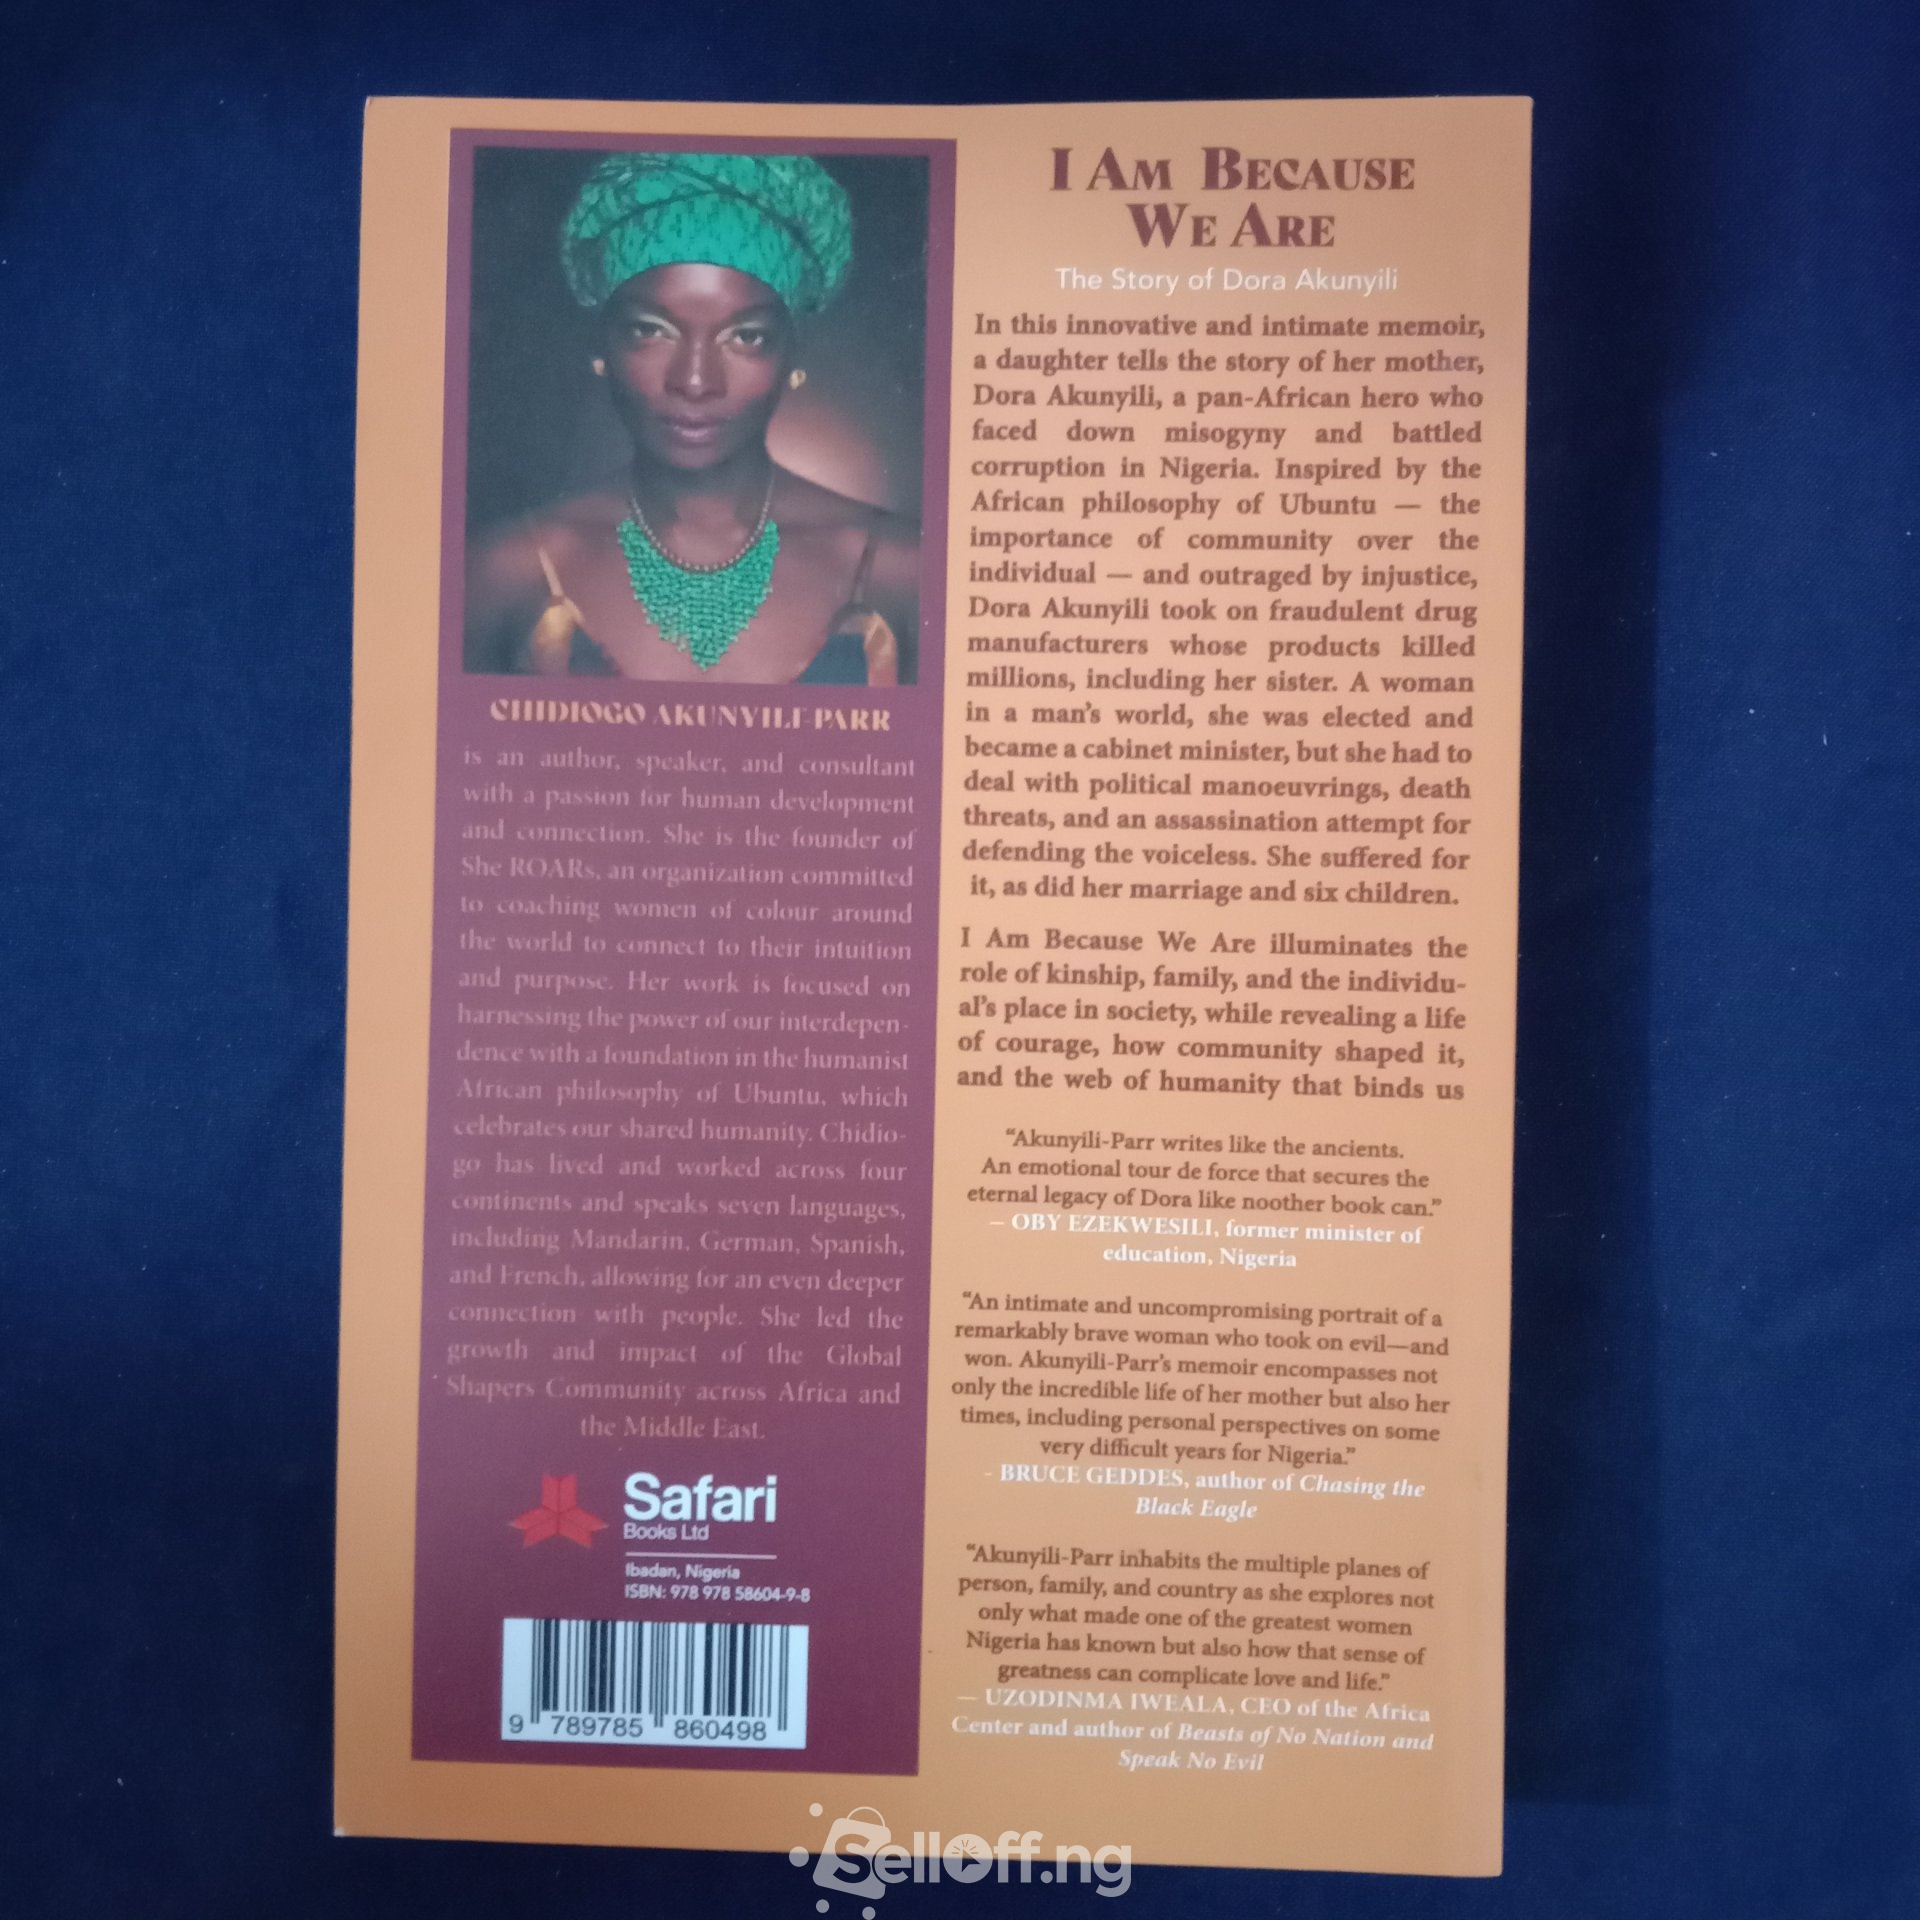 CHIDIOGO AKUNYILI-PARR
is an author, speaker, and consultant
with a passion for human development
and connection. She is the founder of
She ROARs, an organization committed
to coaching women of colour around
the world to connect to their intuition
and purpose. Her work is focused on
harnessing the power of our interdepen-
dence with a foundation in the humanist
African philosophy of Ubuntu, which
celebrates our shared humanity. Chidio-
go has lived and worked across four
continents and speaks seven languages,
including Mandarin, German, Spanish,
and French, allowing for an even deeper
connection with people. She led the
growth and impact of the Global
Shapers Community across Africa and
the Middle East.
Safari
Books Ltd
Ibadan, Nigeria
ISBN: 978 978 58604-9-8
9 789785 860498
I AM BECAUSE
WE ARE
The Story of Dora Akunyili
In this innovative and intimate memoir,
a daughter tells the story of her mother,
Dora Akunyili, a pan-African hero who
faced down misogyny and battled
corruption in Nigeria. Inspired by the
African philosophy of Ubuntu — the
importance of community over the
individual — and outraged by injustice,
Dora Akunyili took on fraudulent drug
manufacturers whose products killed
millions, including her sister. A woman
in a man's world, she was elected and
became a cabinet minister, but she had to
deal with political manoeuvrings, death
threats, and an assassination attempt for
defending the voiceless. She suffered for
it, as did her marriage and six children.
I Am Because We Are illuminates the
role of kinship, family, and the individu-
al's place in society, while revealing a life
of courage, how community shaped it,
and the web of humanity that binds us
“Akunyili-Parr writes like the ancients.
An emotional tour de force that secures the
eternal legacy of Dora like noother book can.”
— OBY EZEKWESILI, former minister of
education, Nigeria
“An intimate and uncompromising portrait of a
remarkably brave woman who took on evil—and
won. Akunyili-Parr's memoir encompasses not
only the incredible life of her mother but also her
times, including personal perspectives on some
very difficult years for Nigeria.”
- BRUCE GEDDES, author of Chasing the
Black Eagle
“Akunyili-Parr inhabits the multiple planes of
person, family, and country as she explores not
only what made one of the greatest women
Nigeria has known but also how that sense of
greatness can complicate love and life.”
— UZODINMA IWEALA, CEO of the Africa
Center and author of Beasts of No Nation and
Speak No Evil
SellOff.ng